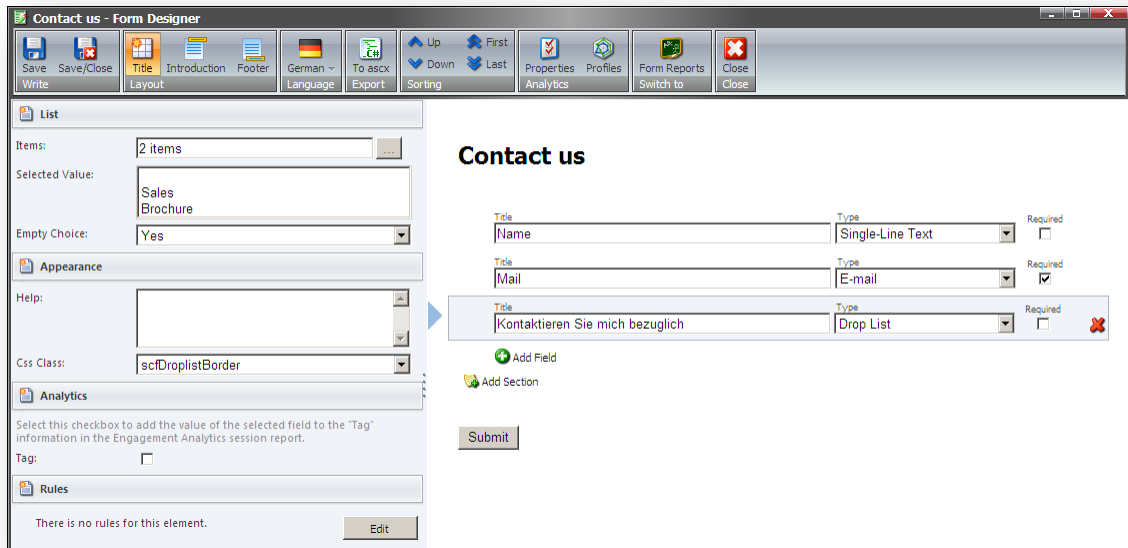 Contact us - Form Designer
Save Save/Close Title Introduction Footer German To ascx Up First Down Last Properties Profiles Form Reports Close
Write Layout Language Export Sorting Analytics Switch to Close
List
Items: 2 items ...
Selected Value:
Sales
Brochure
Empty Choice: Yes
Appearance
Help:
Css Class: scfDroplistBorder
Analytics
Select this checkbox to add the value of the selected field to the "Tag"
information in the Engagement Analytics session report.
Tag:
Rules
There is no rules for this element. Edit
Contact us
Title Type Required
Name Single-Line Text
Title Type Required
Mail E-mail
Title Type Required
Kontaktieren Sie mich bezuglich Drop List
Add Field
Add Section
Submit